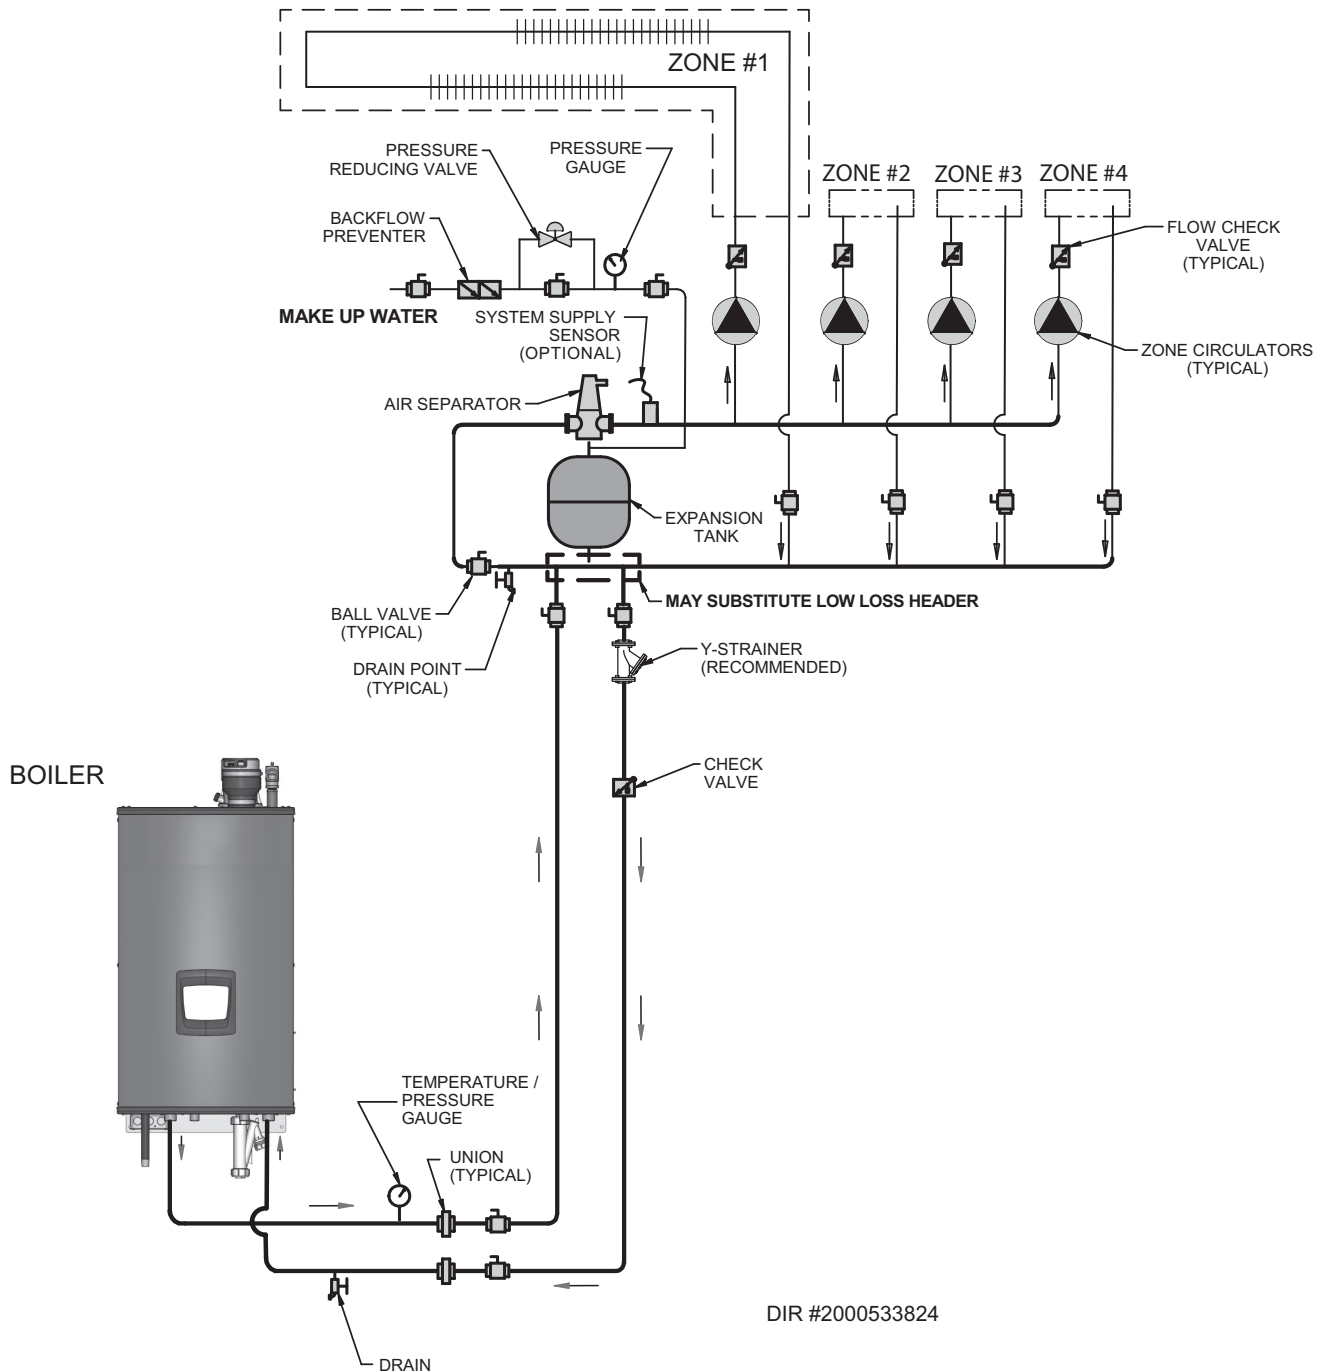 ZONE #1
PRESSURE
REDUCING VALVE
PRESSURE
GAUGE
ZONE #2
ZONE #3
ZONE #4
BACKFLOW
PREVENTER
FLOW CHECK
VALVE
(TYPICAL)
MAKE UP WATER
SYSTEM SUPPLY
SENSOR
(OPTIONAL)
ZONE CIRCULATORS
(TYPICAL)
AIR SEPARATOR
EXPANSION
TANK
MAY SUBSTITUTE LOW LOSS HEADER
BALL VALVE
(TYPICAL)
DRAIN POINT
(TYPICAL)
Y-STRAINER
(RECOMMENDED)
BOILER
CHECK
VALVE
TEMPERATURE /
PRESSURE
GAUGE
UNION
(TYPICAL)
DIR #2000533824
DRAIN